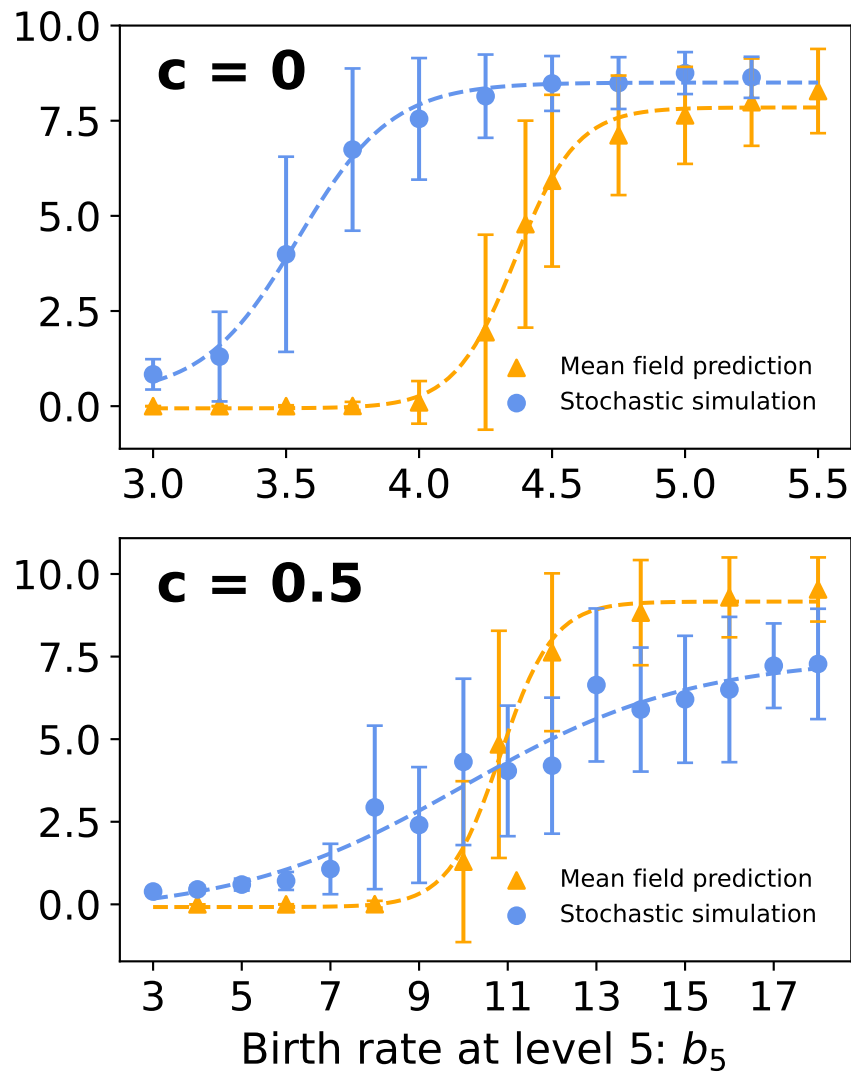 10.0
c = 0
7.5
5.0
2.5
Mean field prediction
Stochastic simulation
0.0
3.0 3.5 4.0 4.5 5.0 5.5
10.0
c = 0.5
7.5
5.0
2.5
Mean field prediction
Stochastic simulation
0.0
3 5 7 9 11 13 15 17
Birth rate at level 5: b₅